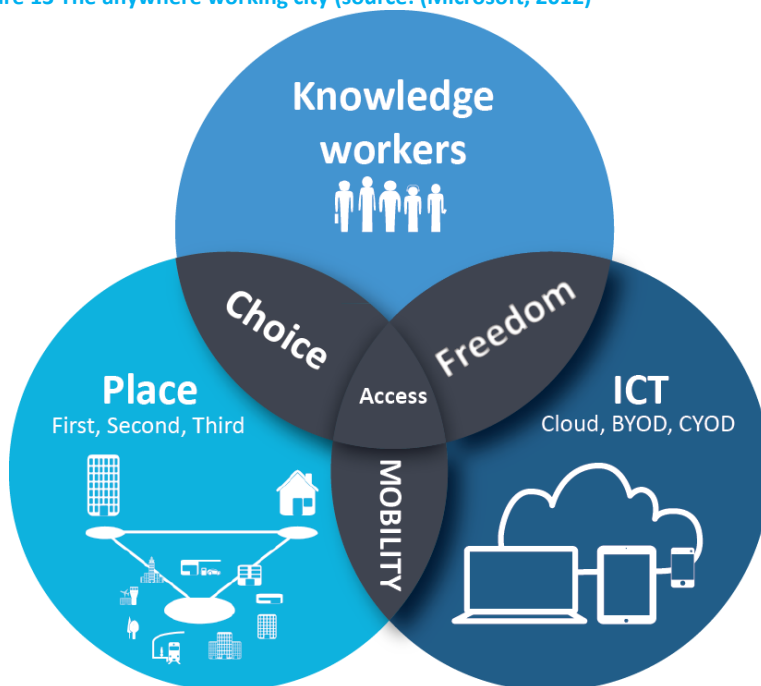 The anywhere working city (source: (Microsoft, 2012)
Knowledge
workers
Choice
Freedom
Place
First, Second, Third
Access
ICT
Cloud, BYOD, CYOD
MOBILITY